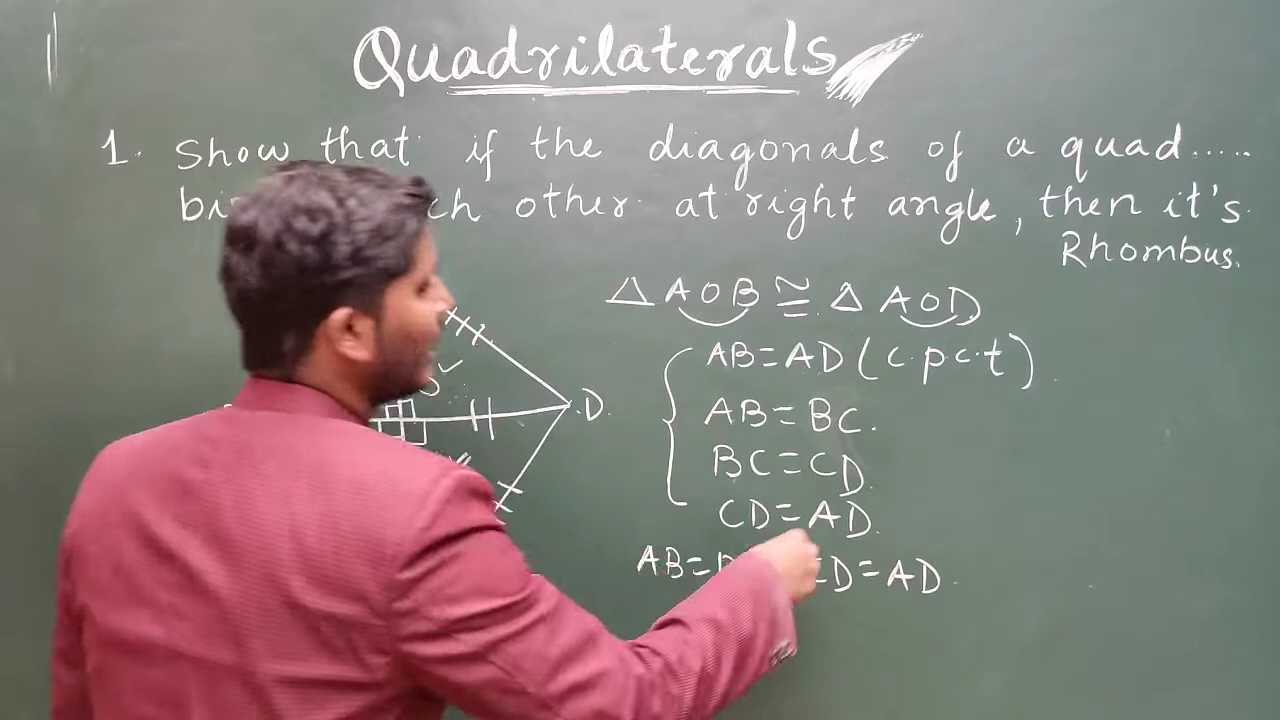 Quadrilaterals
1. Show that if the diagonals of a quad.....
other at right angle, then it's
Rhombus.
△ AOB ≅ △ AOD
AB=AD (c.p.c.t)
D
AB=BC.
BC=CD.
CD=AD.
AB= CD=AD.